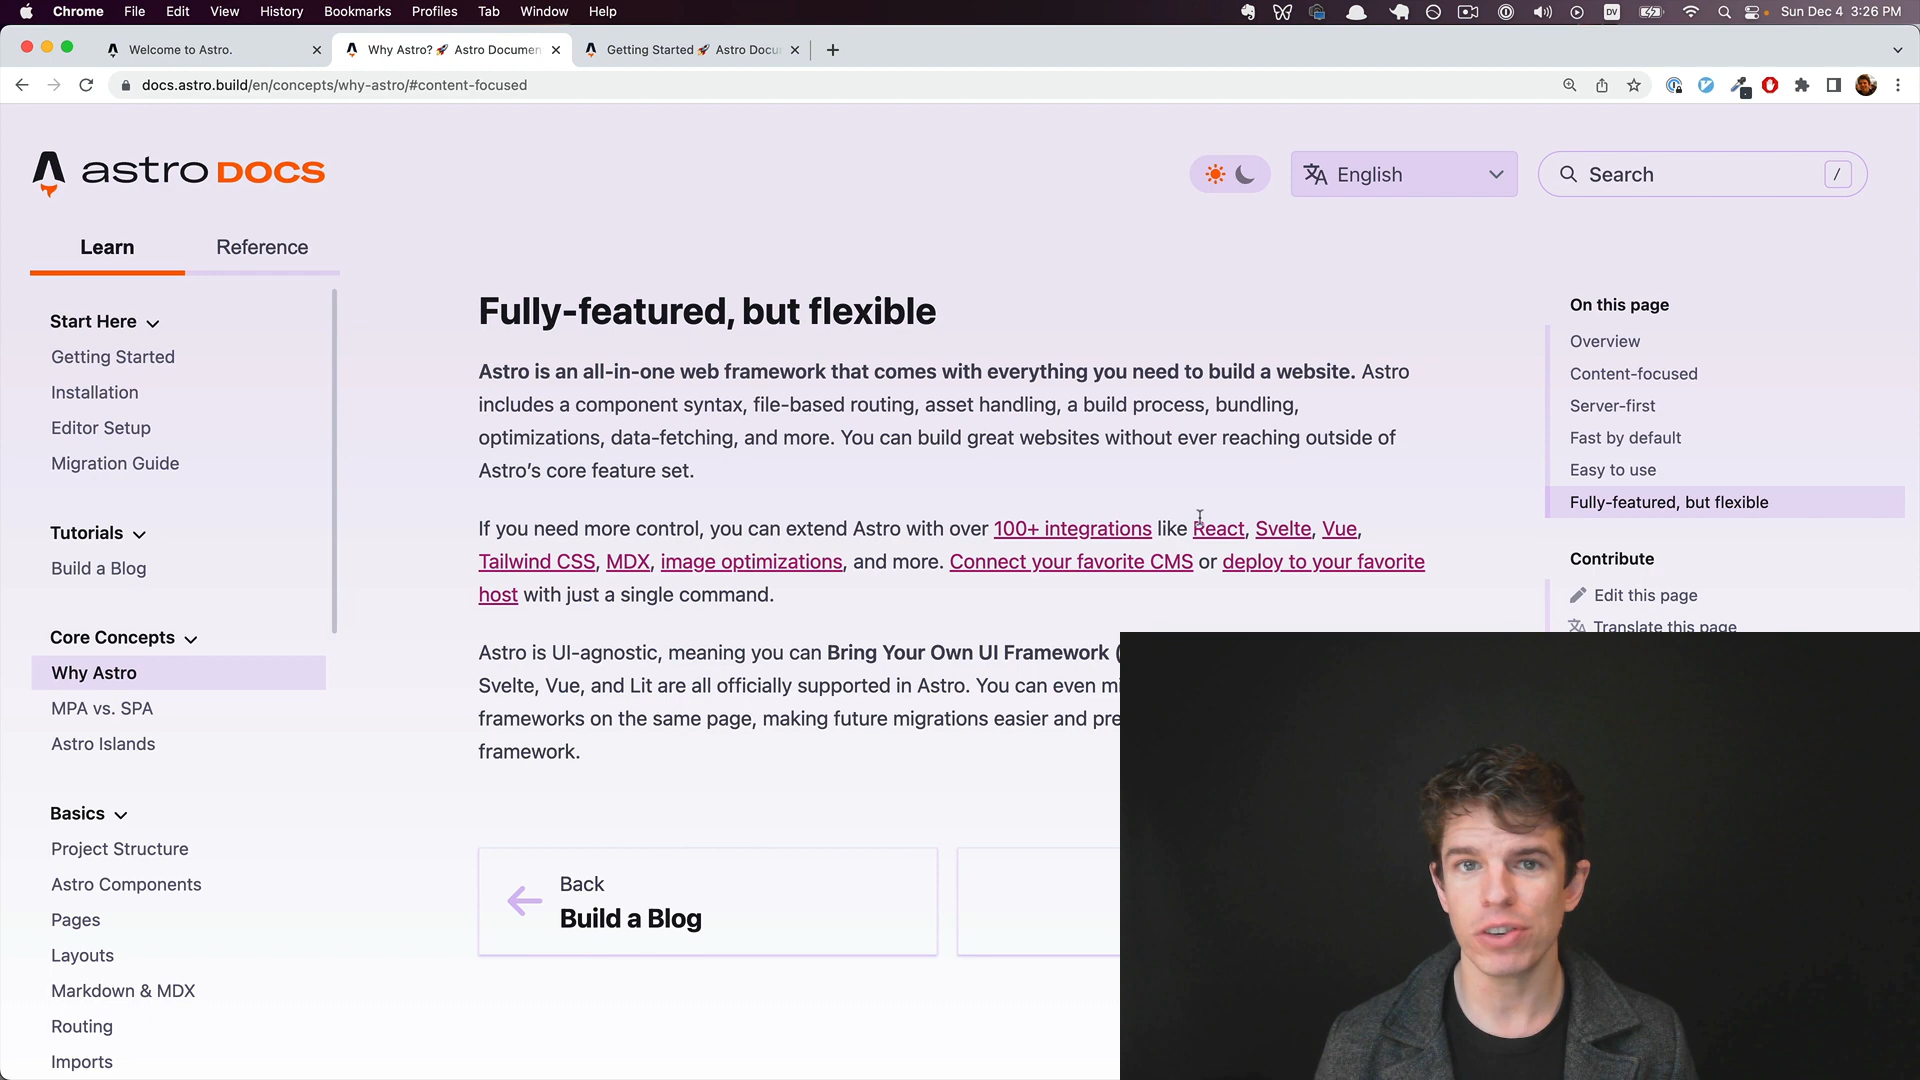 Chrome File Edit View History Bookmarks Profiles Tab Window Help
DV
Sun Dec 4 3:26 PM
Welcome to Astro.
Why Astro? 🚀 Astro Documen
Getting Started 🚀 Astro Docu
docs.astro.build/en/concepts/why-astro/#content-focused
astro DOCS
English
Search /
Learn
Reference
Start Here
Getting Started
Installation
Editor Setup
Migration Guide
Tutorials
Build a Blog
Core Concepts
Why Astro
MPA vs. SPA
Astro Islands
Basics
Project Structure
Astro Components
Pages
Layouts
Markdown & MDX
Routing
Imports
Fully-featured, but flexible
Astro is an all-in-one web framework that comes with everything you need to build a website. Astro
includes a component syntax, file-based routing, asset handling, a build process, bundling,
optimizations, data-fetching, and more. You can build great websites without ever reaching outside of
Astro’s core feature set.
If you need more control, you can extend Astro with over 100+ integrations like React, Svelte, Vue,
Tailwind CSS, MDX, image optimizations, and more. Connect your favorite CMS or deploy to your favorite
host with just a single command.
Astro is UI-agnostic, meaning you can Bring Your Own UI Framework (
Svelte, Vue, and Lit are all officially supported in Astro. You can even mi
frameworks on the same page, making future migrations easier and pre
framework.
Back
Build a Blog
On this page
Overview
Content-focused
Server-first
Fast by default
Easy to use
Fully-featured, but flexible
Contribute
Edit this page
Translate this page